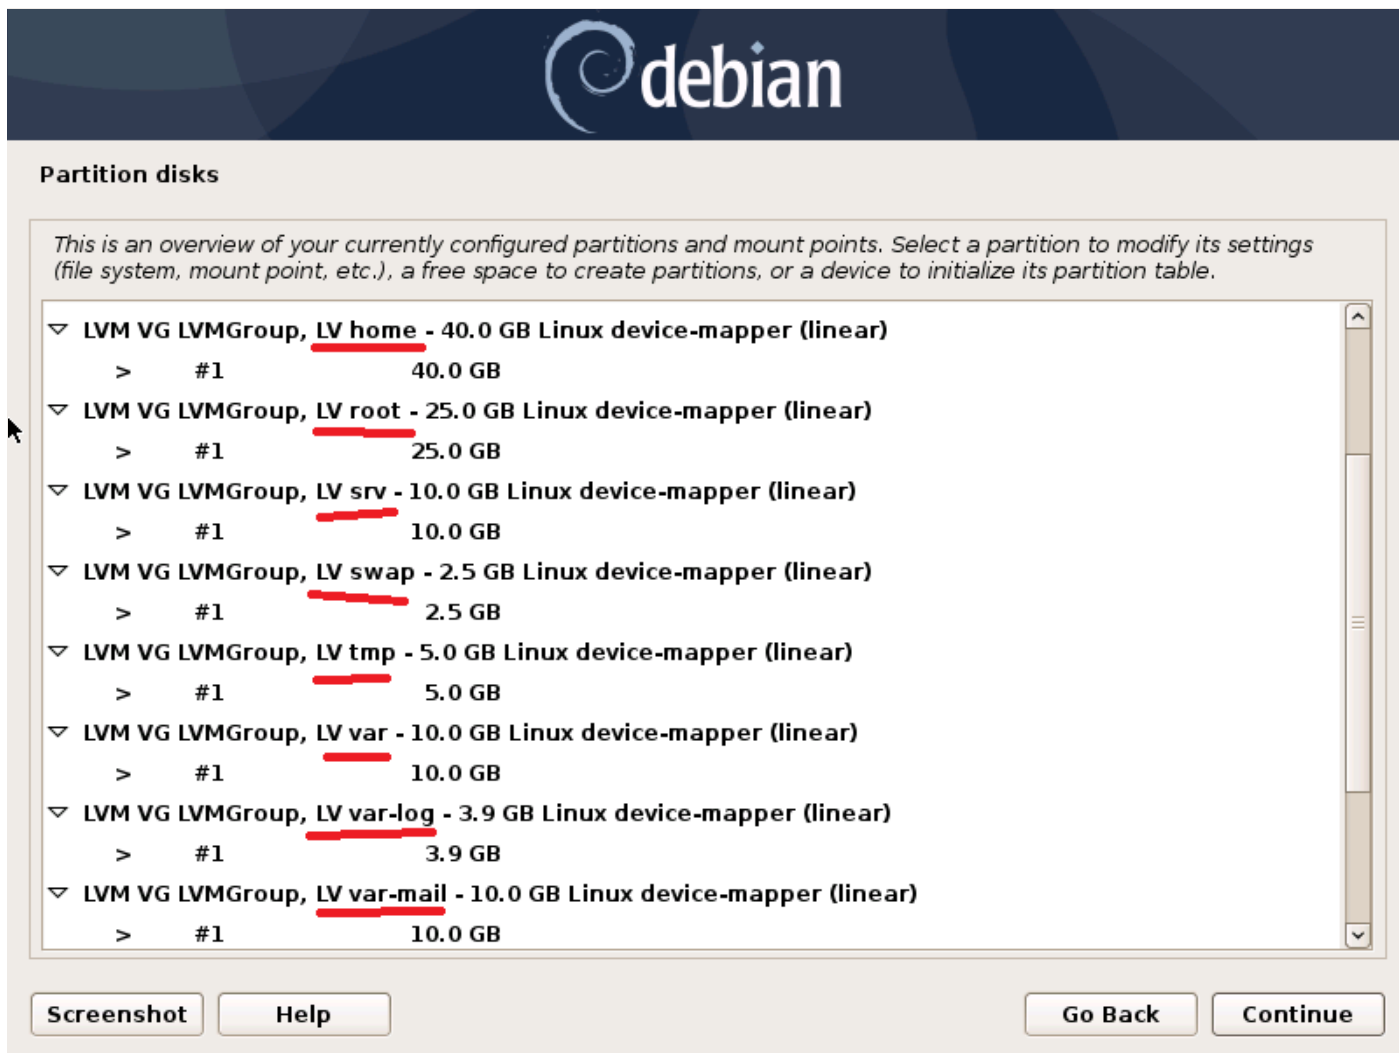 debian
Partition disks
This is an overview of your currently configured partitions and mount points. Select a partition to modify its settings
(file system, mount point, etc.), a free space to create partitions, or a device to initialize its partition table.
LVM VG LVMGroup, LV home - 40.0 GB Linux device-mapper (linear)
> #1 40.0 GB
LVM VG LVMGroup, LV root - 25.0 GB Linux device-mapper (linear)
> #1 25.0 GB
LVM VG LVMGroup, LV srv - 10.0 GB Linux device-mapper (linear)
> #1 10.0 GB
LVM VG LVMGroup, LV swap - 2.5 GB Linux device-mapper (linear)
> #1 2.5 GB
LVM VG LVMGroup, LV tmp - 5.0 GB Linux device-mapper (linear)
> #1 5.0 GB
LVM VG LVMGroup, LV var - 10.0 GB Linux device-mapper (linear)
> #1 10.0 GB
LVM VG LVMGroup, LV var-log - 3.9 GB Linux device-mapper (linear)
> #1 3.9 GB
LVM VG LVMGroup, LV var-mail - 10.0 GB Linux device-mapper (linear)
> #1 10.0 GB
Screenshot Help Go Back Continue